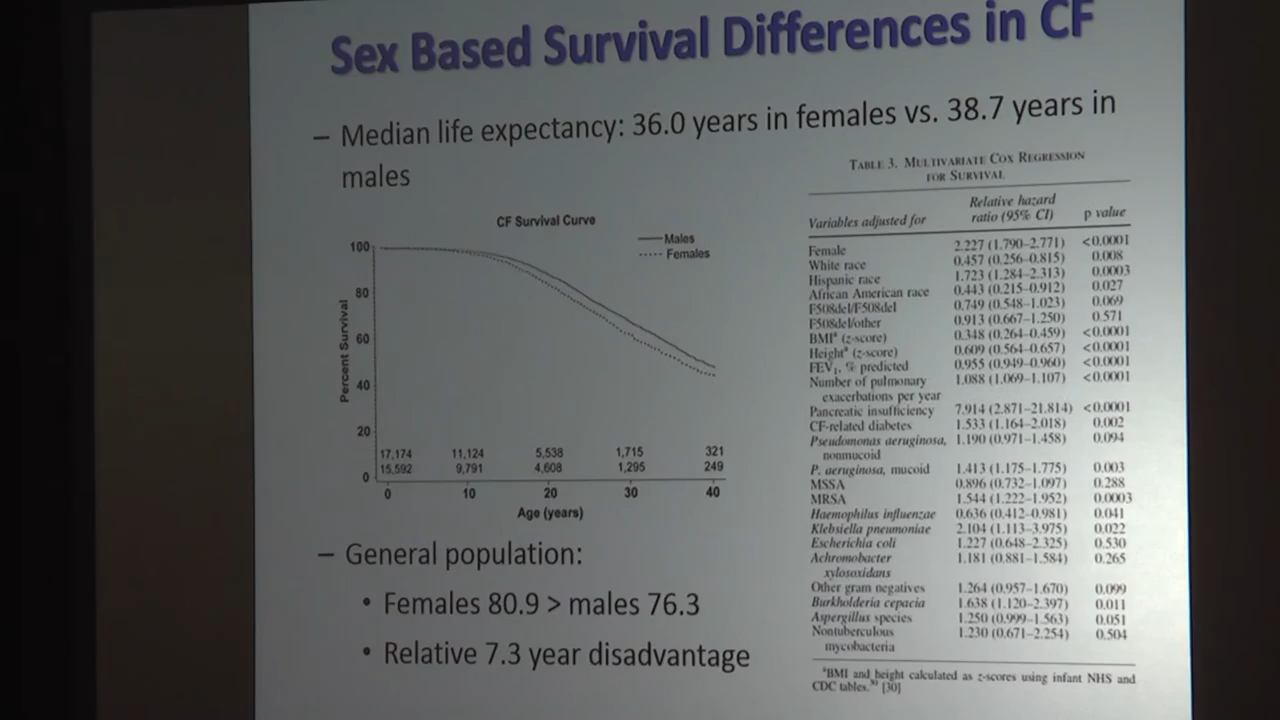 Sex Based Survival Differences in CF
– Median life expectancy: 36.0 years in females vs. 38.7 years in
males
CF Survival Curve
Males
Females
Percent Survival
100
80
60
40
20
0
17,174 11,124 5,538 1,715 321
15,592 9,791 4,608 1,295 249
0 10 20 30 40
Age (years)
– General population:
• Females 80.9 > males 76.3
• Relative 7.3 year disadvantage
TABLE 3. MULTIVARIATE COX REGRESSION
FOR SURVIVAL
Relative hazard
Variables adjusted for ratio (95% CI) p value
Female 2.227 (1.790–2.771) <0.0001
White race 0.457 (0.256–0.815) 0.008
Hispanic race 1.723 (1.284–2.313) 0.0003
African American race 0.443 (0.215–0.912) 0.027
F508del/F508del 0.749 (0.548–1.023) 0.069
F508del/other 0.913 (0.667–1.250) 0.571
BMIᵃ (z-score) 0.348 (0.264–0.459) <0.0001
Heightᵃ (z-score) 0.609 (0.564–0.657) <0.0001
FEV₁, % predicted 0.955 (0.949–0.960) <0.0001
Number of pulmonary 1.088 (1.069–1.107) <0.0001
exacerbations per year
Pancreatic insufficiency 7.914 (2.871–21.814) <0.0001
CF-related diabetes 1.533 (1.164–2.018) 0.002
Pseudomonas aeruginosa, 1.190 (0.971–1.458) 0.094
nonmucoid
P. aeruginosa, mucoid 1.413 (1.175–1.775) 0.003
MSSA 0.896 (0.732–1.097) 0.288
MRSA 1.544 (1.222–1.952) 0.0003
Haemophilus influenzae 0.636 (0.412–0.981) 0.041
Klebsiella pneumoniae 2.104 (1.113–3.975) 0.022
Escherichia coli 1.227 (0.648–2.325) 0.530
Achromobacter 1.181 (0.881–1.584) 0.265
xylosoxidans
Other gram negatives 1.264 (0.957–1.670) 0.099
Burkholderia cepacia 1.638 (1.120–2.397) 0.011
Aspergillus species 1.250 (0.999–1.563) 0.051
Nontuberculous 1.230 (0.671–2.254) 0.504
mycobacteria
ᵃBMI and height calculated as z-scores using infant NHS and
CDC tables. [30]